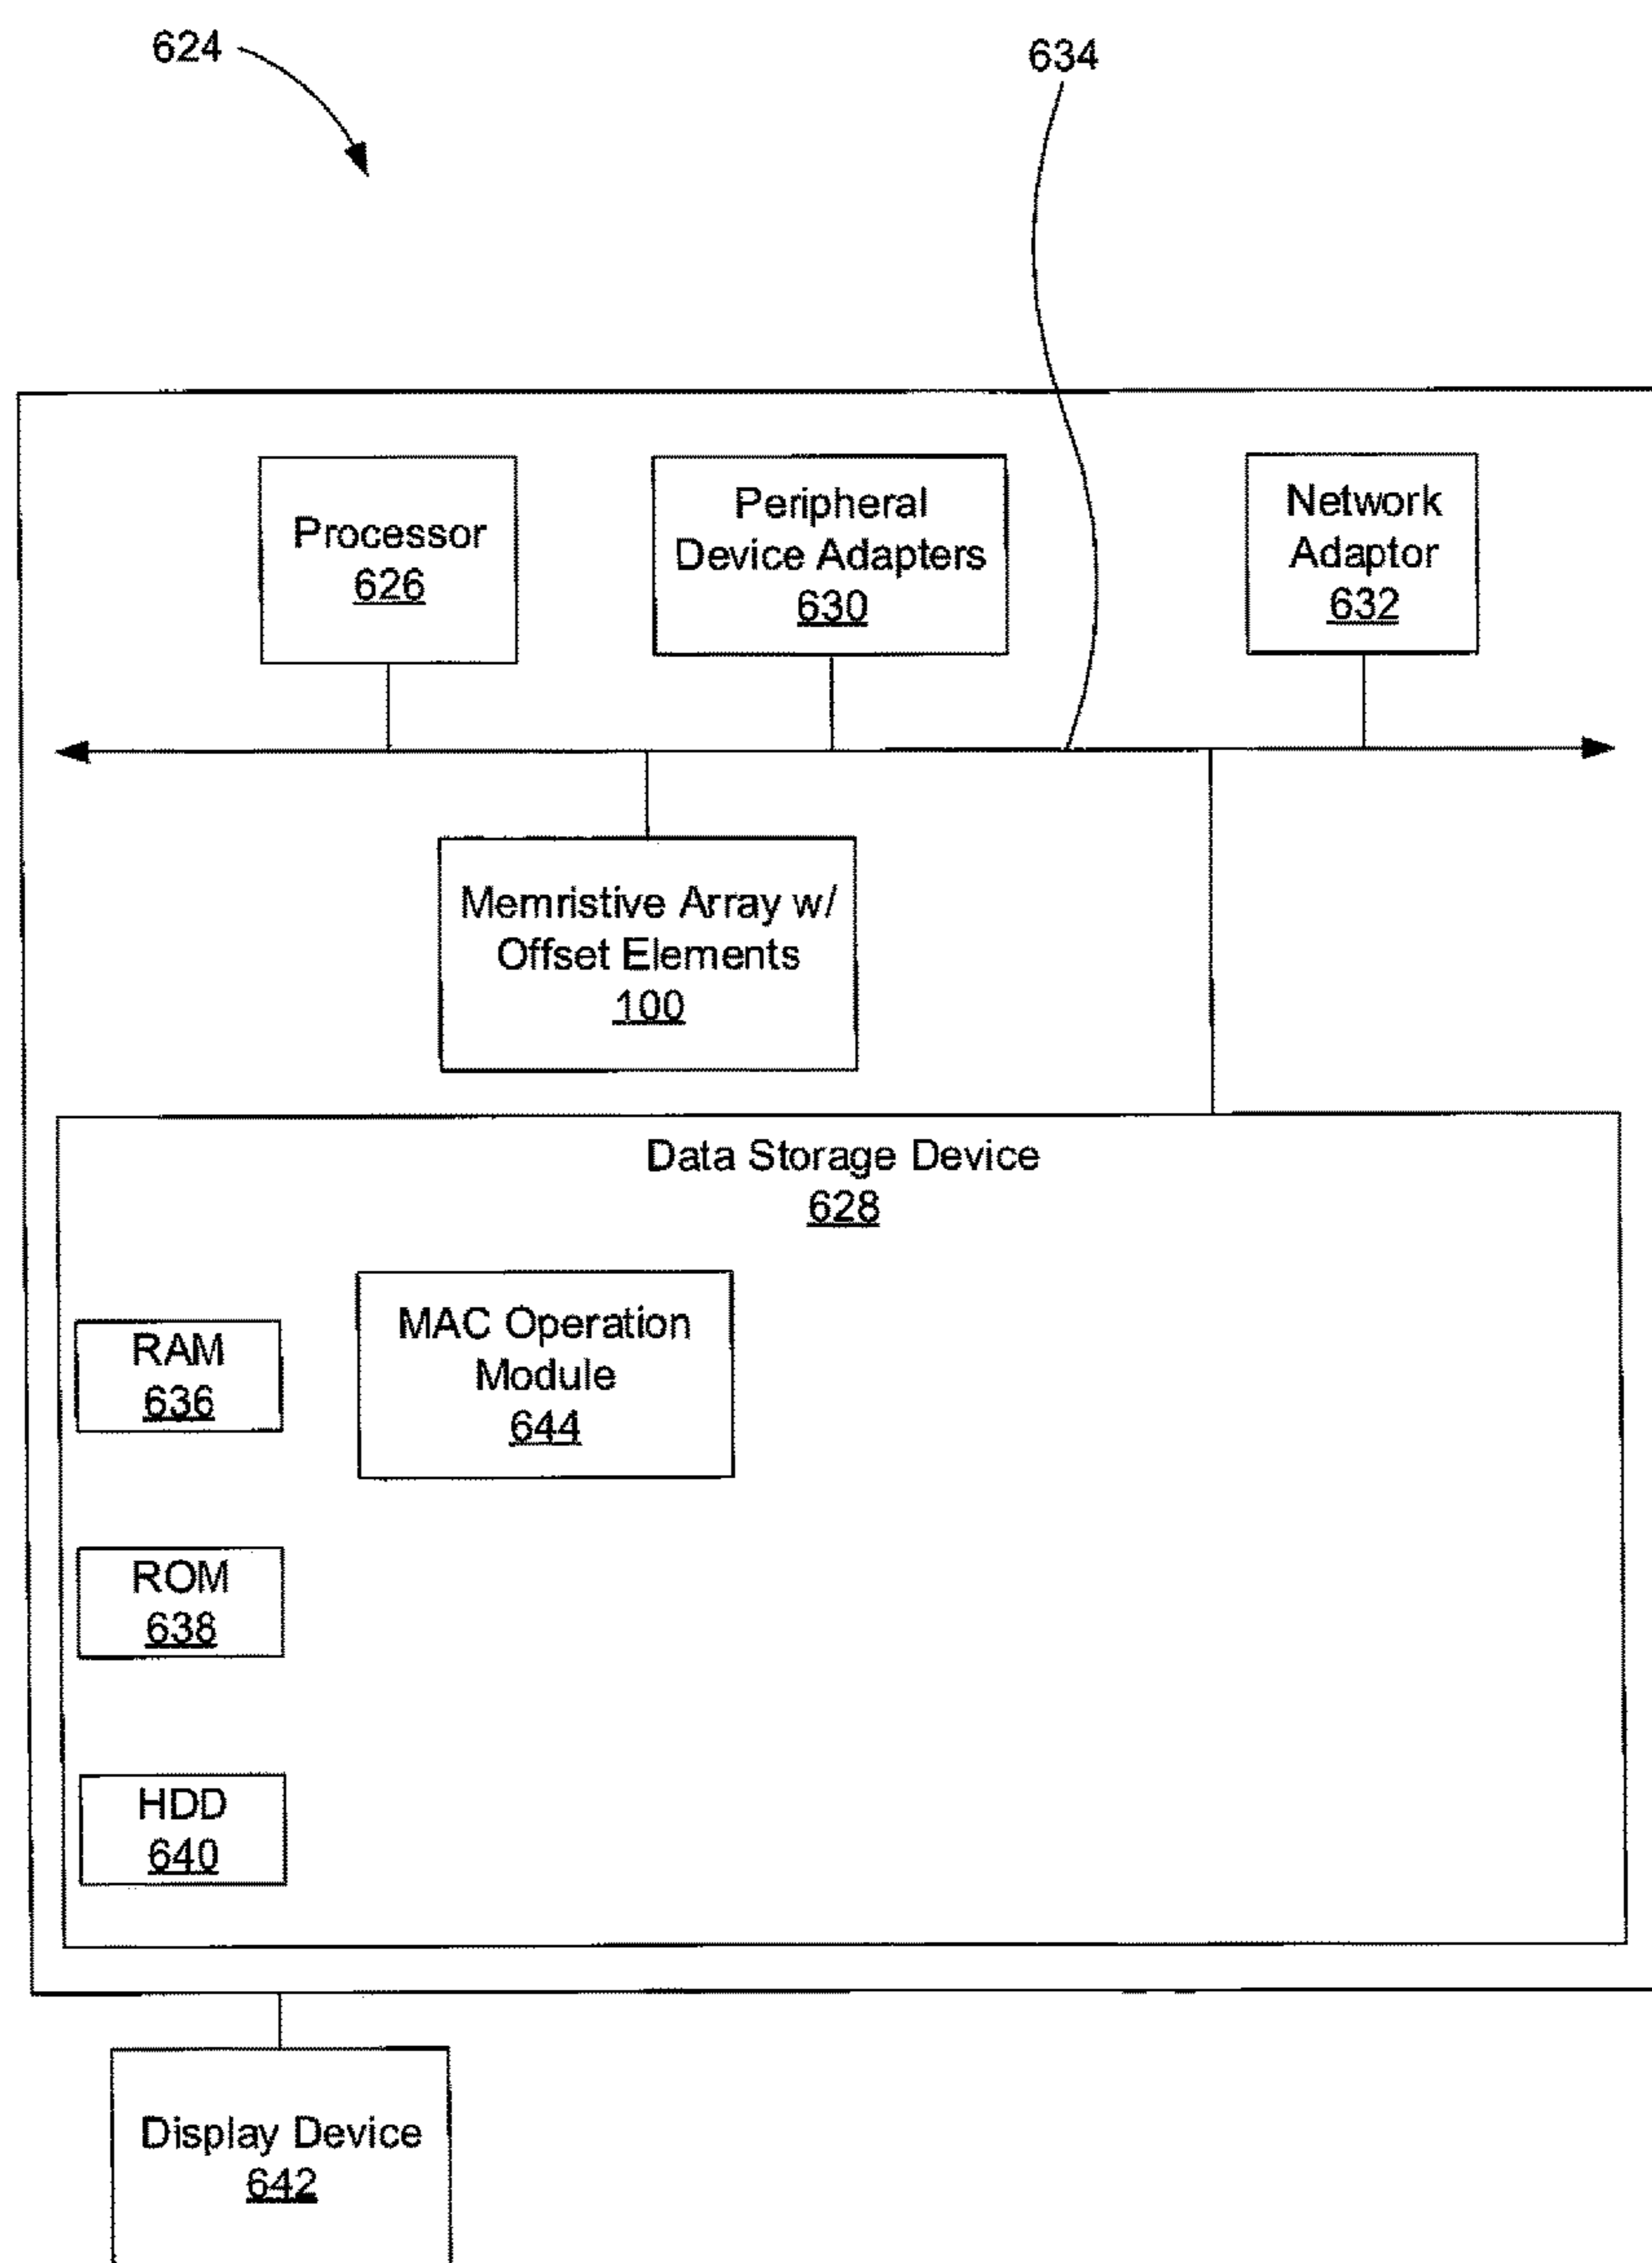 624
634
Processor
626
Peripheral
Device Adapters
630
Network
Adaptor
632
Memristive Array w/
Offset Elements
100
Data Storage Device
628
RAM
636
MAC Operation
Module
644
ROM
638
HDD
640
Display Device
642